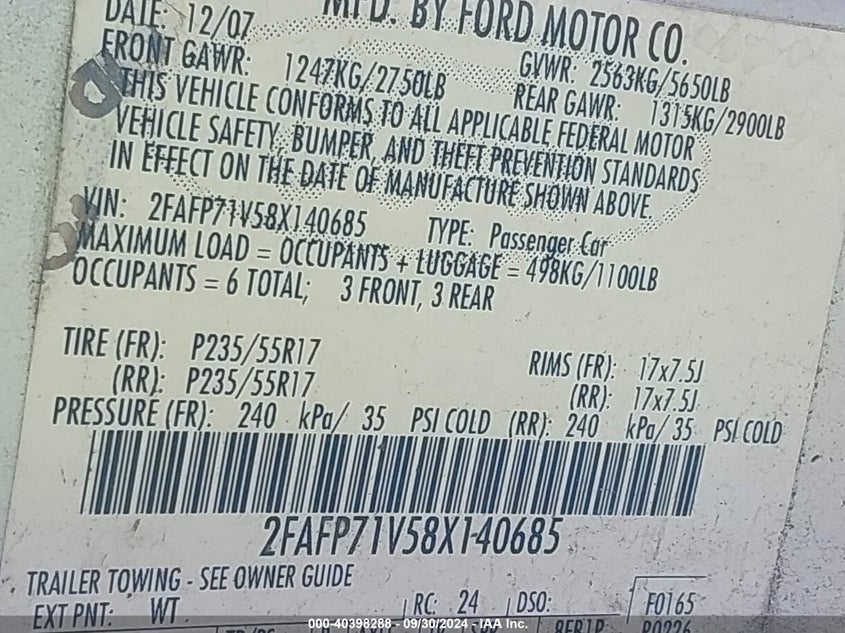 DATE: 12/07 MFD. BY FORD MOTOR CO.
FRONT GAWR: 1247KG/2750LB GVWR: 2563KG/5650LB
REAR GAWR: 1315KG/2900LB
THIS VEHICLE CONFORMS TO ALL APPLICABLE FEDERAL MOTOR
VEHICLE SAFETY, BUMPER, AND THEFT PREVENTION STANDARDS
IN EFFECT ON THE DATE OF MANUFACTURE SHOWN ABOVE.
VIN: 2FAFP71V58X140685 TYPE: Passenger Car
MAXIMUM LOAD = OCCUPANTS + LUGGAGE = 498KG/1100LB
OCCUPANTS = 6 TOTAL; 3 FRONT, 3 REAR
TIRE (FR): P235/55R17 RIMS (FR): 17x7.5J
(RR): P235/55R17 (RR): 17x7.5J
PRESSURE (FR): 240 kPa/ 35 PSI COLD (RR): 240 kPa/ 35 PSI COLD
2FAFP71V58X140685
TRAILER TOWING - SEE OWNER GUIDE
EXT PNT: WT RC: 24 DSO: F0165
000-40398288 - 09/30/2024 - IAA Inc.